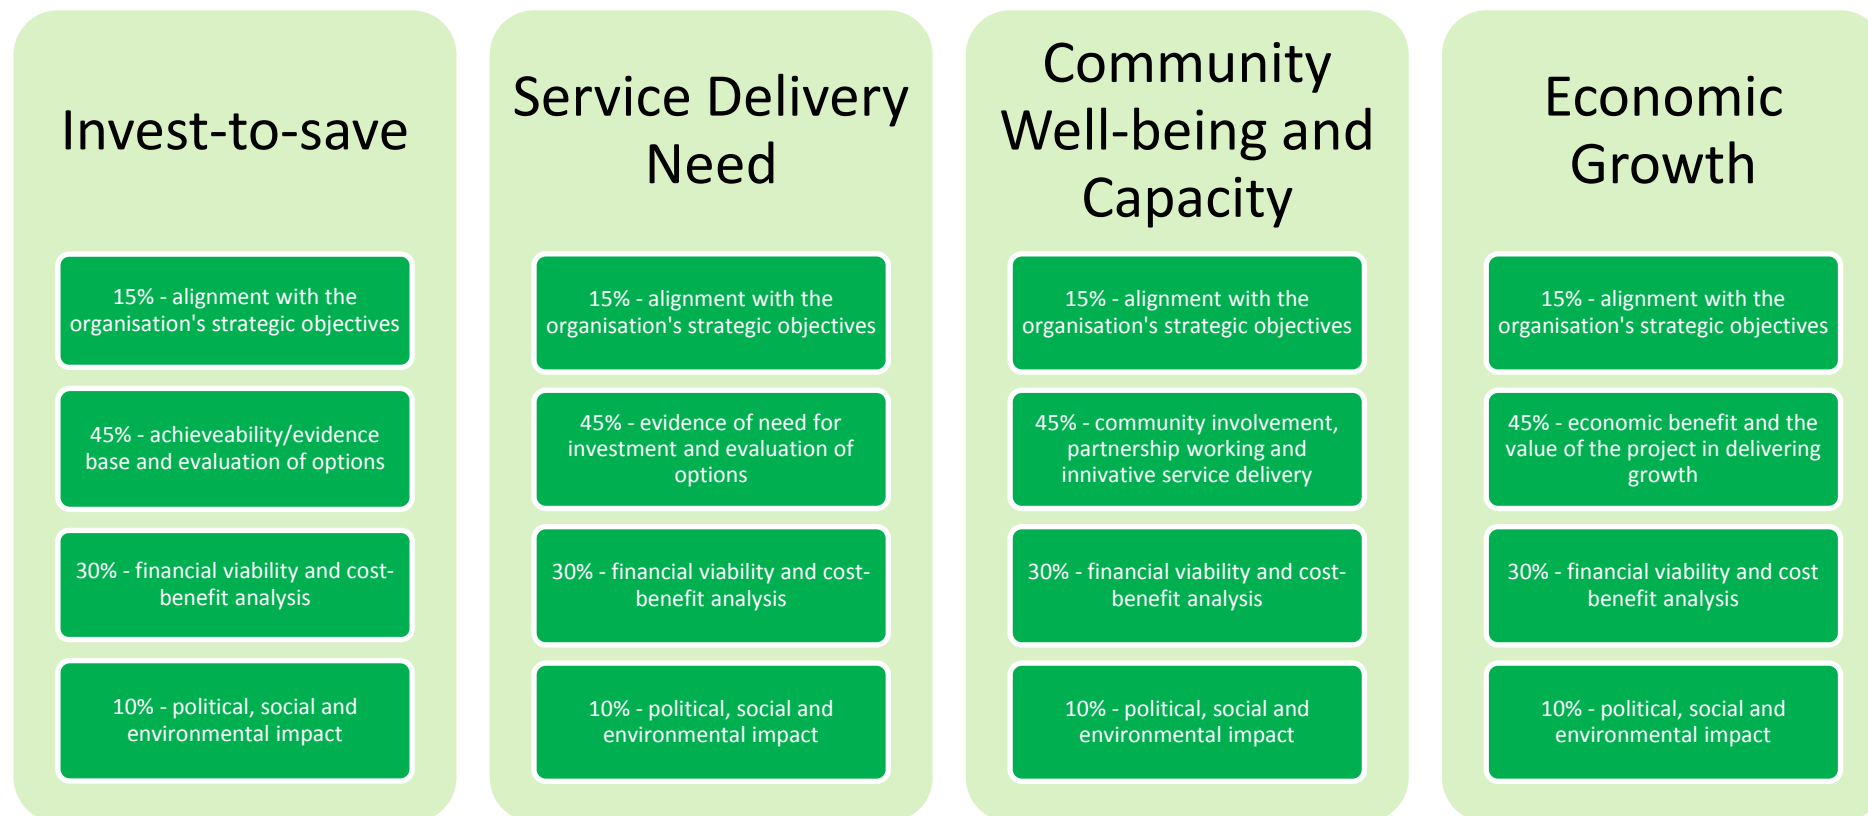 Invest-to-save
15% - alignment with the
organisation's strategic objectives
45% - achieveability/evidence
base and evaluation of options
30% - financial viability and cost-
benefit analysis
10% - political, social and
environmental impact
Service Delivery
Need
15% - alignment with the
organisation's strategic objectives
45% - evidence of need for
investment and evaluation of
options
30% - financial viability and cost-
benefit analysis
10% - political, social and
environmental impact
Community
Well-being and
Capacity
15% - alignment with the
organisation's strategic objectives
45% - community involvement,
partnership working and
innivative service delivery
30% - financial viability and cost-
benefit analysis
10% - political, social and
environmental impact
Economic
Growth
15% - alignment with the
organisation's strategic objectives
45% - economic benefit and the
value of the project in delivering
growth
30% - financial viability and cost
benefit analysis
10% - political, social and
environmental impact